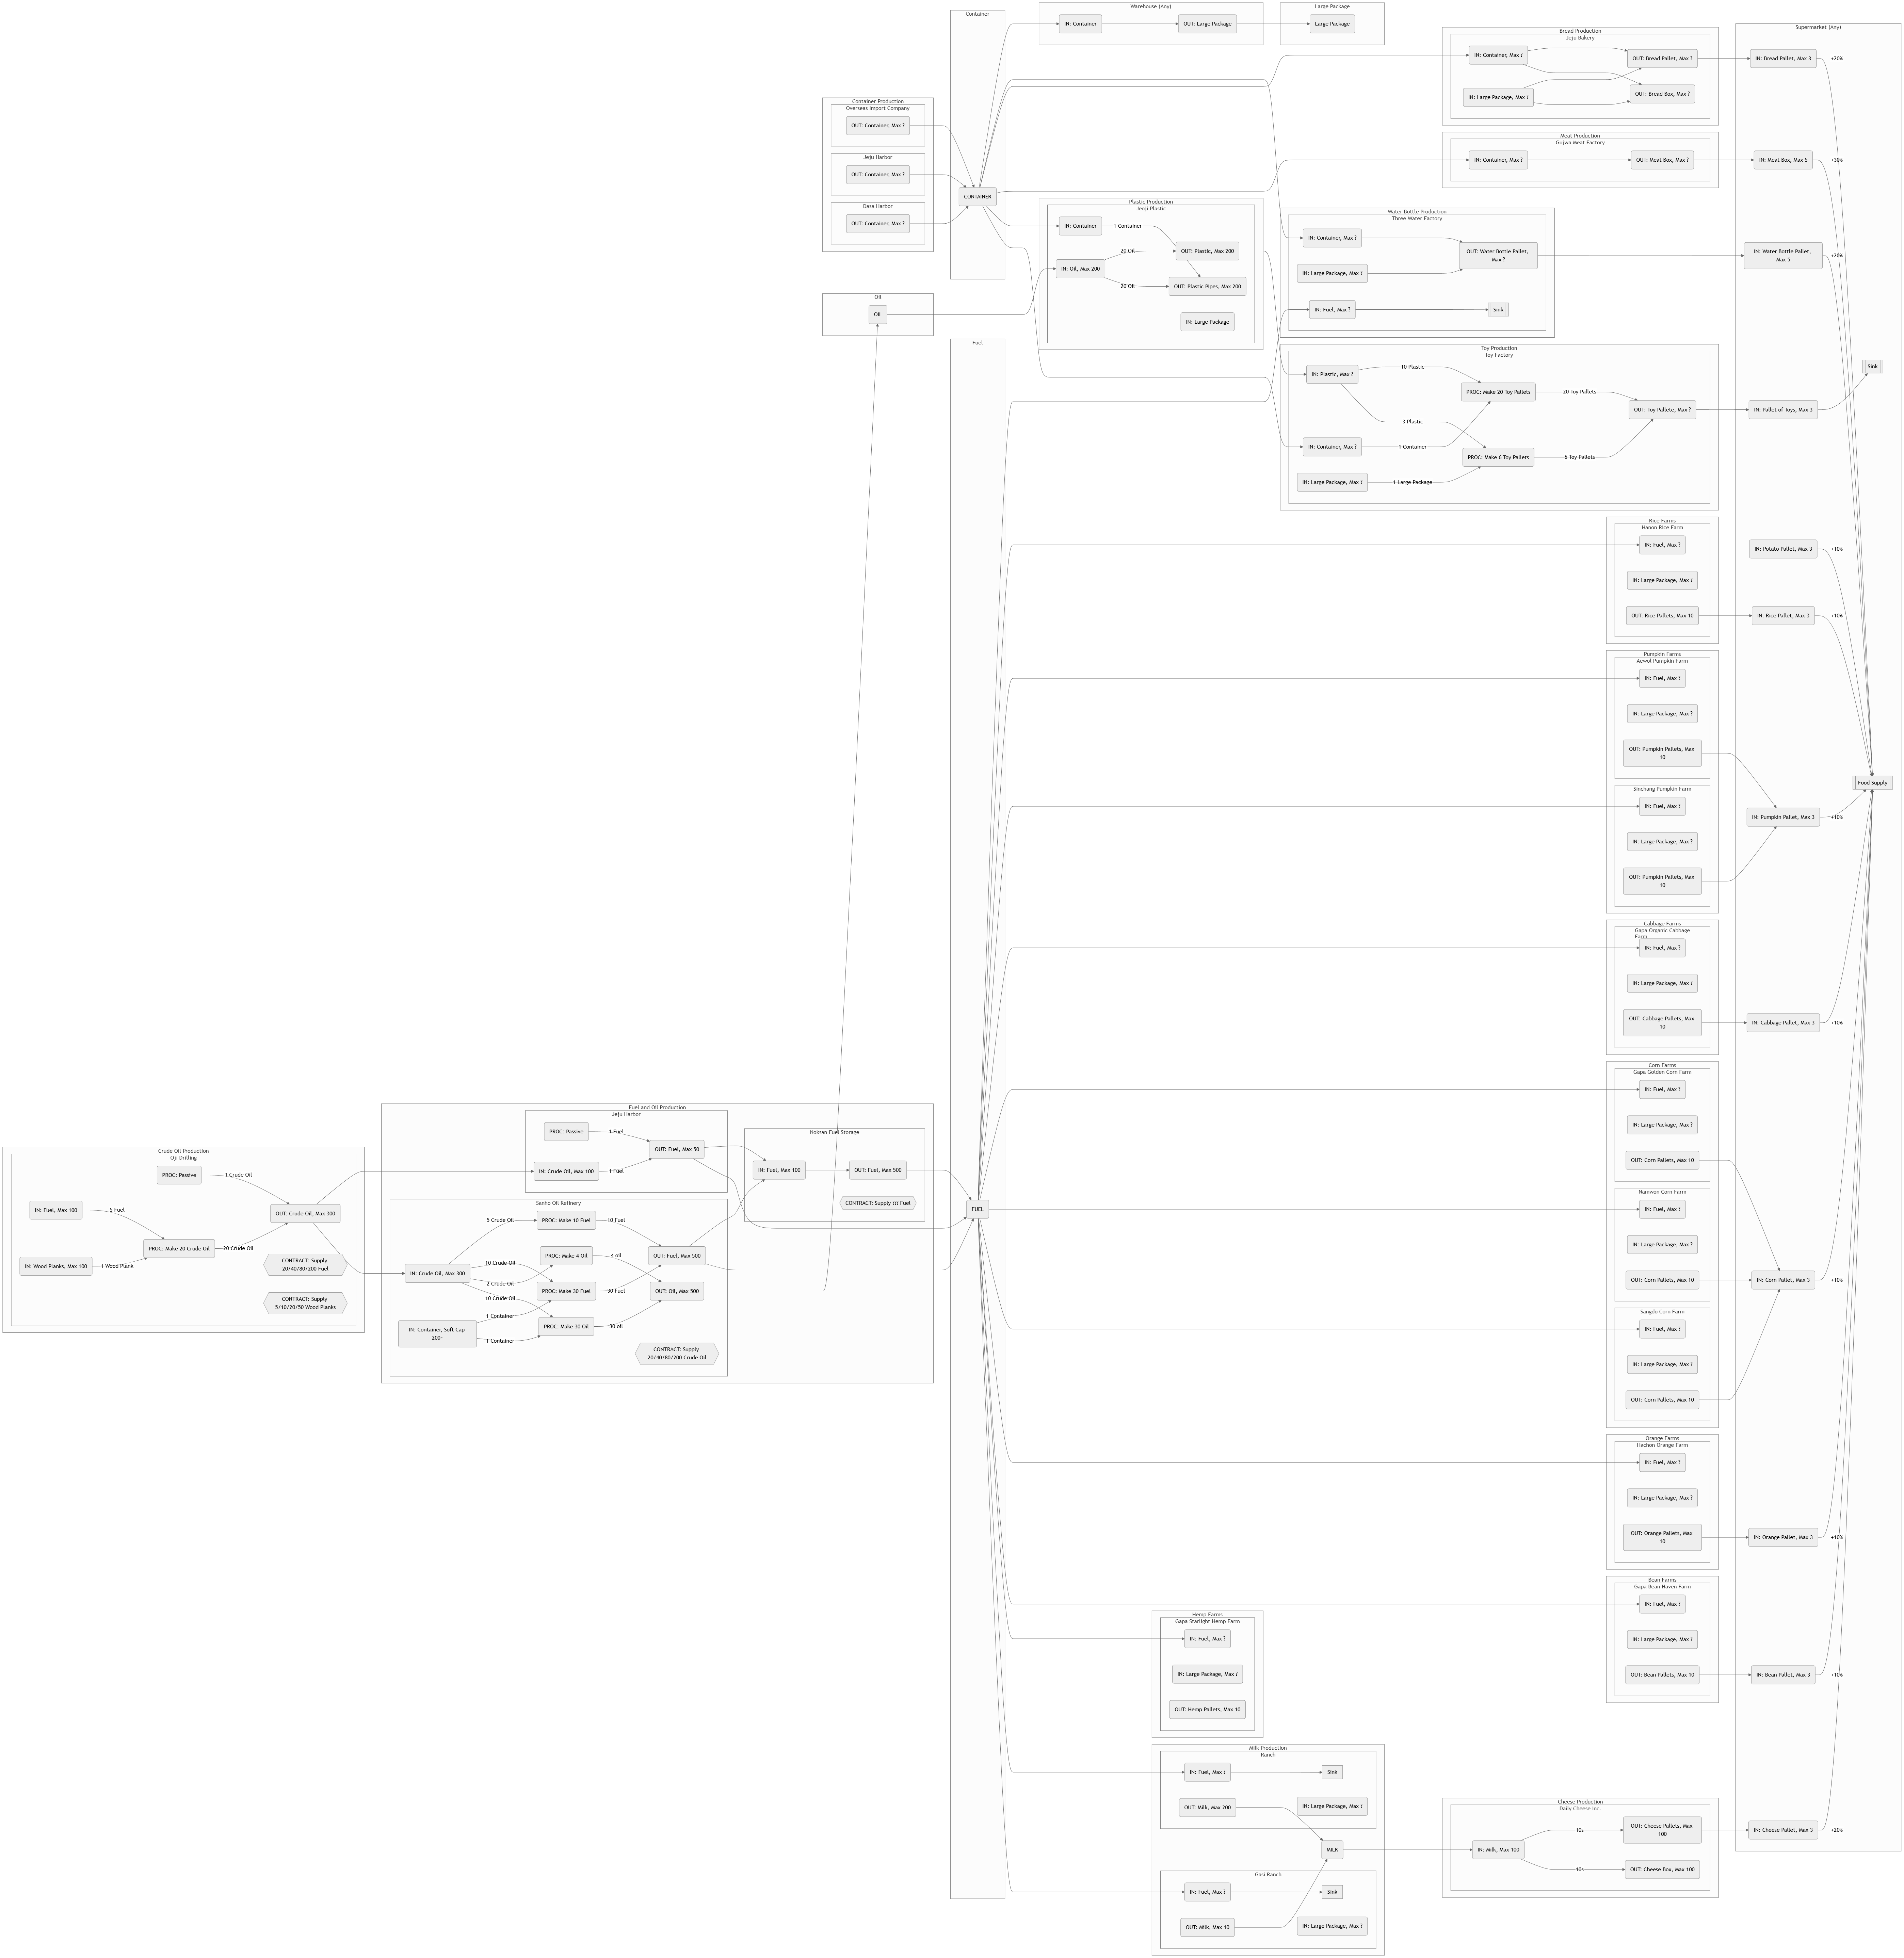 Container
CONTAINER
Warehouse (Any)
IN: Container
OUT: Large Package
Large Package
Large Package
Container Production
Overseas Import Company
OUT: Container, Max ?
Jeju Harbor
OUT: Container, Max ?
Dasa Harbor
OUT: Container, Max ?
Oil
OIL
Plastic Production
Jeoji Plastic
IN: Container
1 Container
IN: Oil, Max 200
20 Oil
20 Oil
OUT: Plastic, Max 200
OUT: Plastic Pipes, Max 200
IN: Large Package
Bread Production
Jeju Bakery
IN: Container, Max ?
IN: Large Package, Max ?
OUT: Bread Pallet, Max ?
OUT: Bread Box, Max ?
Meat Production
Gujwa Meat Factory
IN: Container, Max ?
OUT: Meat Box, Max ?
Water Bottle Production
Three Water Factory
IN: Container, Max ?
IN: Large Package, Max ?
OUT: Water Bottle Pallet,
Max ?
IN: Fuel, Max ?
Sink
Toy Production
Toy Factory
IN: Plastic, Max ?
10 Plastic
3 Plastic
IN: Container, Max ?
1 Container
IN: Large Package, Max ?
1 Large Package
PROC: Make 20 Toy Pallets
PROC: Make 6 Toy Pallets
20 Toy Pallets
6 Toy Pallets
OUT: Toy Pallete, Max ?
Rice Farms
Hanon Rice Farm
IN: Fuel, Max ?
IN: Large Package, Max ?
OUT: Rice Pallets, Max 10
Pumpkin Farms
Aewol Pumpkin Farm
IN: Fuel, Max ?
IN: Large Package, Max ?
OUT: Pumpkin Pallets, Max
10
Sinchang Pumpkin Farm
IN: Fuel, Max ?
IN: Large Package, Max ?
OUT: Pumpkin Pallets, Max
10
Cabbage Farms
Gapa Organic Cabbage
Farm
IN: Fuel, Max ?
IN: Large Package, Max ?
OUT: Cabbage Pallets, Max
10
Corn Farms
Gapa Golden Corn Farm
IN: Fuel, Max ?
IN: Large Package, Max ?
OUT: Corn Pallets, Max 10
Namwon Corn Farm
IN: Fuel, Max ?
IN: Large Package, Max ?
OUT: Corn Pallets, Max 10
Sangdo Corn Farm
IN: Fuel, Max ?
IN: Large Package, Max ?
OUT: Corn Pallets, Max 10
Orange Farms
Hachon Orange Farm
IN: Fuel, Max ?
IN: Large Package, Max ?
OUT: Orange Pallets, Max
10
Bean Farms
Gapa Bean Haven Farm
IN: Fuel, Max ?
IN: Large Package, Max ?
OUT: Bean Pallets, Max 10
Hemp Farms
Gapa Starlight Hemp Farm
IN: Fuel, Max ?
IN: Large Package, Max ?
OUT: Hemp Pallets, Max 10
Milk Production
Ranch
IN: Fuel, Max ?
Sink
OUT: Milk, Max 200
IN: Large Package, Max ?
MILK
Gasi Ranch
IN: Fuel, Max ?
Sink
OUT: Milk, Max 10
IN: Large Package, Max ?
Cheese Production
Daily Cheese Inc.
IN: Milk, Max 100
10s
10s
OUT: Cheese Pallets, Max
100
OUT: Cheese Box, Max 100
Supermarket (Any)
IN: Bread Pallet, Max 3
+20%
IN: Meat Box, Max 5
+30%
IN: Water Bottle Pallet,
Max 5
+20%
Sink
IN: Pallet of Toys, Max 3
IN: Potato Pallet, Max 3
+10%
IN: Rice Pallet, Max 3
+10%
Food Supply
IN: Pumpkin Pallet, Max 3
+10%
IN: Cabbage Pallet, Max 3
+10%
IN: Corn Pallet, Max 3
+10%
IN: Orange Pallet, Max 3
+10%
IN: Bean Pallet, Max 3
+10%
IN: Cheese Pallet, Max 3
+20%
Fuel
FUEL
Fuel and Oil Production
Jeju Harbor
PROC: Passive
1 Fuel
IN: Crude Oil, Max 100
1 Fuel
OUT: Fuel, Max 50
Nokuan Fuel Storage
IN: Fuel, Max 100
OUT: Fuel, Max 500
CONTRACT: Supply ??? Fuel
Sanho Oil Refinery
IN: Crude Oil, Max 300
5 Crude Oil
10 Crude Oil
2 Crude Oil
10 Crude Oil
IN: Container, Soft Cap
200~
1 Container
1 Container
PROC: Make 10 Fuel
PROC: Make 4 Oil
PROC: Make 30 Fuel
PROC: Make 30 Oil
10 Fuel
4 oil
30 Fuel
30 oil
OUT: Fuel, Max 500
OUT: Oil, Max 500
CONTRACT: Supply
20/40/80/200 Crude Oil
Crude Oil Production
Oji Drilling
PROC: Passive
1 Crude Oil
IN: Fuel, Max 100
5 Fuel
IN: Wood Planks, Max 100
1 Wood Plank
PROC: Make 20 Crude Oil
20 Crude Oil
OUT: Crude Oil, Max 300
CONTRACT: Supply
20/40/80/200 Fuel
CONTRACT: Supply
5/10/20/50 Wood Planks